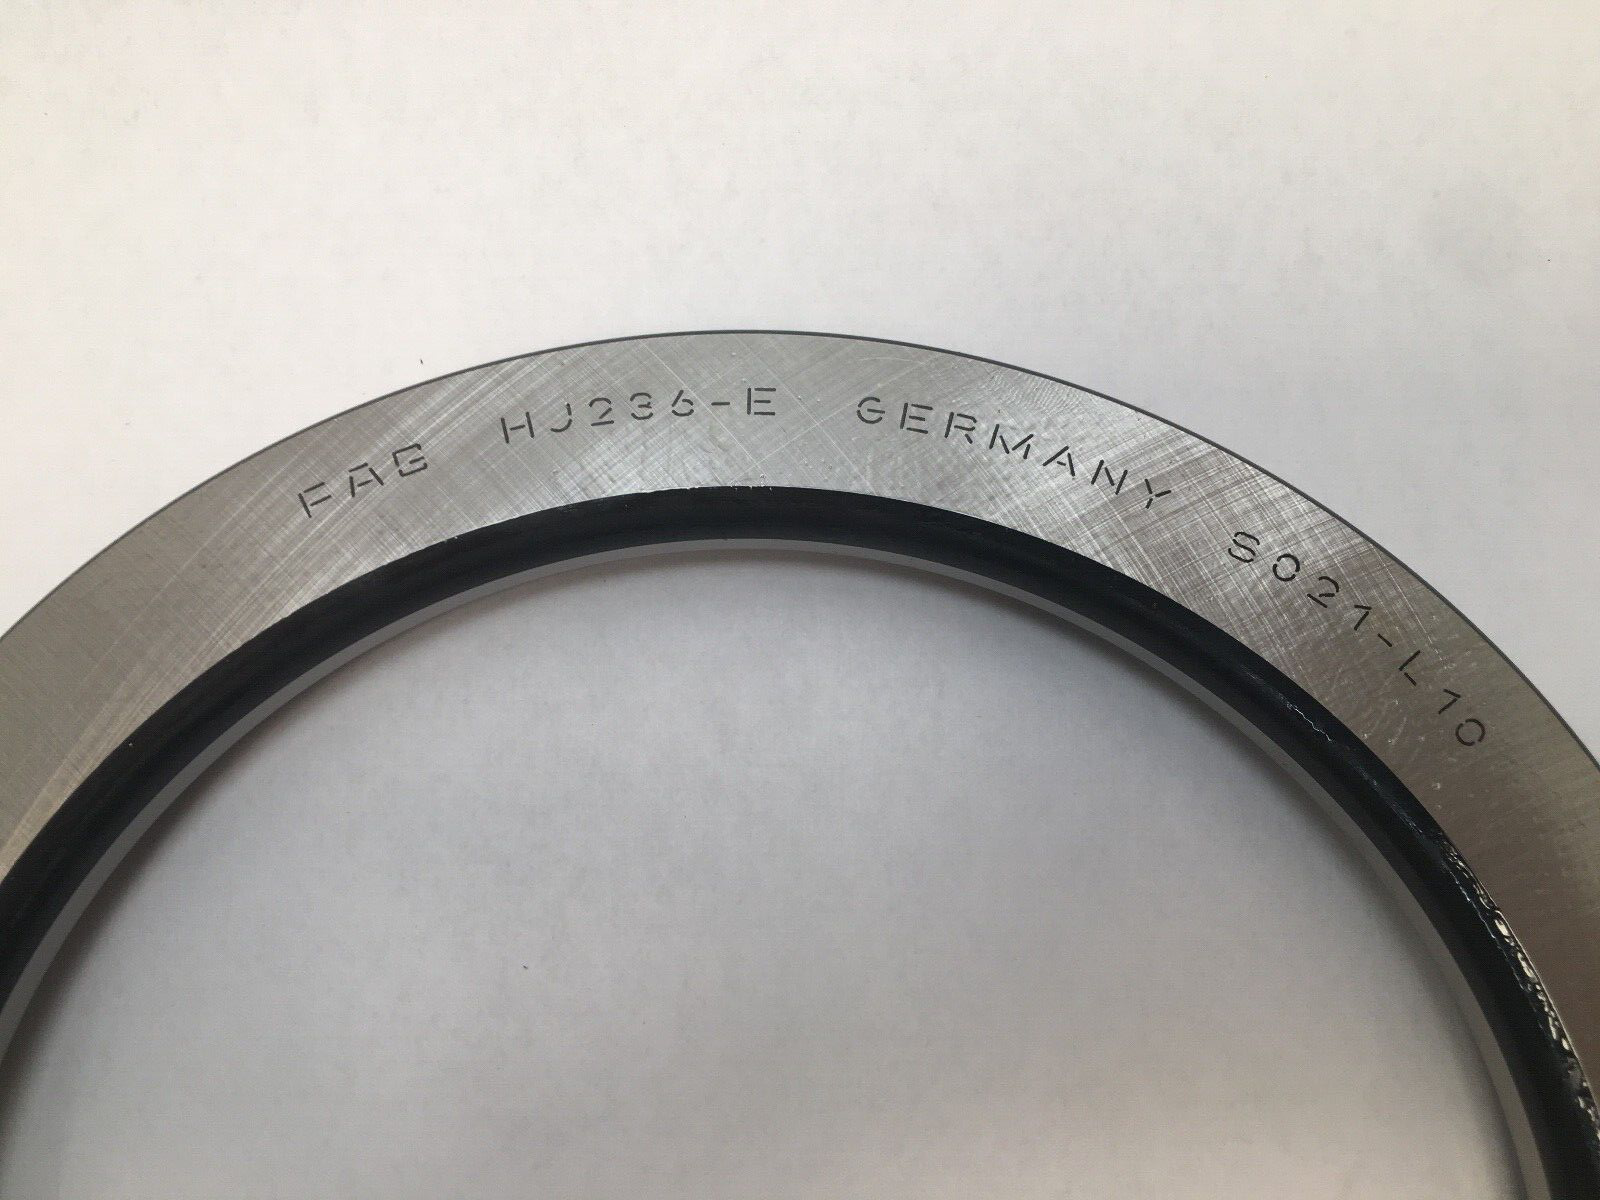 FAG HJ236-E GERMANY S021-L10